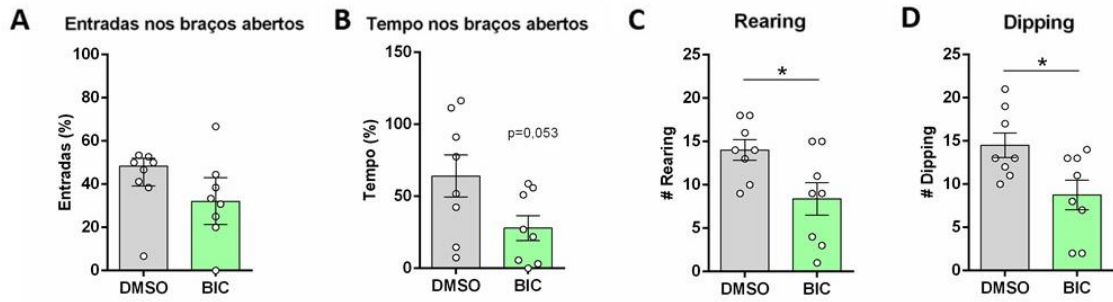 A
Entradas nos braços abertos
Entradas (%)
100
80
60
40
20
0
DMSO BIC
B
Tempo nos braços abertos
Tempo (%)
150
100
50
0
p=0,053
DMSO BIC
C
Rearing
# Rearing
25
20
15
10
5
0
*
DMSO BIC
D
Dipping
# Dipping
25
20
15
10
5
0
*
DMSO BIC